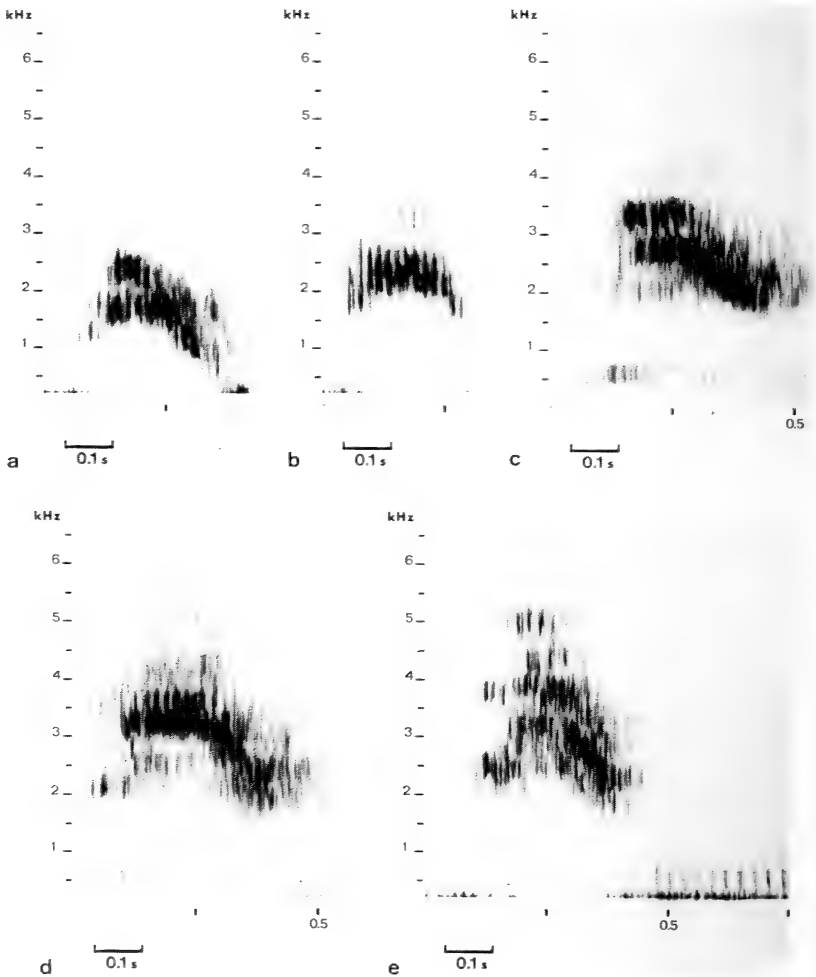 kHz kHz kHz
6 6 6
5 5 5
4 4 4
3 3 3
2 2 2
1 1 1
0.5
a 0.1 s b 0.1 s c 0.1 s
kHz kHz
6 6
5 5
4 4
3 3
2 2
1 1
0.5 0.5
d 0.1 s e 0.1 s